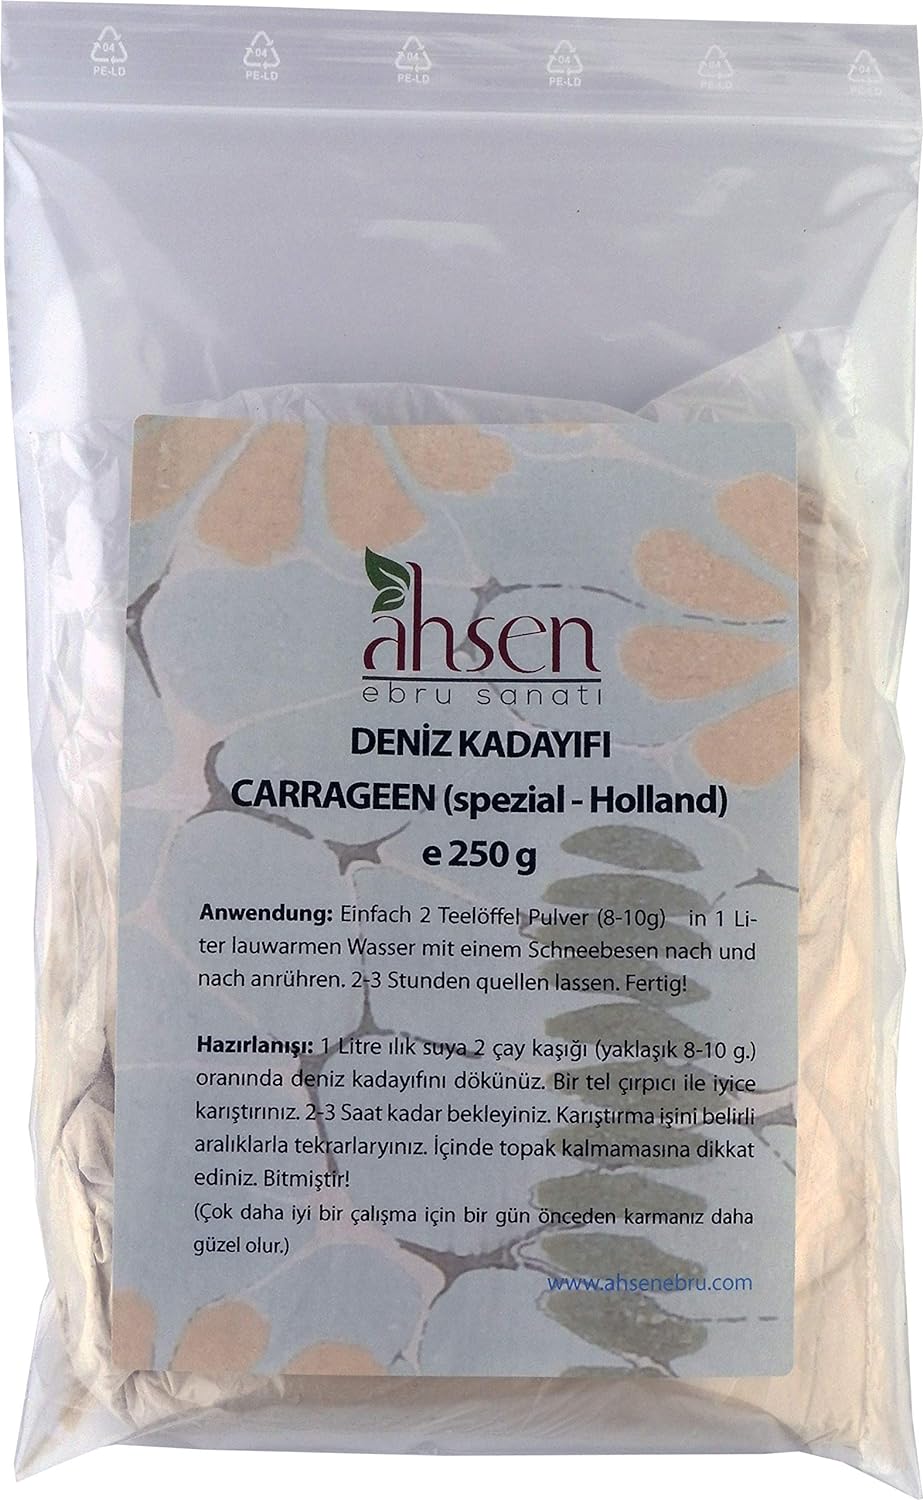 04 04 04 04 04 04
PE-LD PE-LD PE-LD PE-LD PE-LD PE-LD
ahsen
ebru sanatı
DENİZ KADAYIFI
CARRAGEEN (spezial - Holland)
e 250 g
Anwendung: Einfach 2 Teelöffel Pulver (8-10g) in 1 Li-
ter lauwarmen Wasser mit einem Schneebesen nach und
nach anrühren. 2-3 Stunden quellen lassen. Fertig!
Hazırlanışı: 1 Litre ılık suya 2 çay kaşığı (yaklaşık 8-10 g.)
oranında deniz kadayıfını dökünüz. Bir tel çırpıcı ile iyice
karıştırınız. 2-3 Saat kadar bekleyiniz. Karıştırma işini belirli
aralıklarla tekrarlaryınız. İçinde topak kalmamasına dikkat
ediniz. Bitmiştir!
(Çok daha iyi bir çalışma için bir gün önceden karmanız daha
güzel olur.)
www.ahsenebru.com